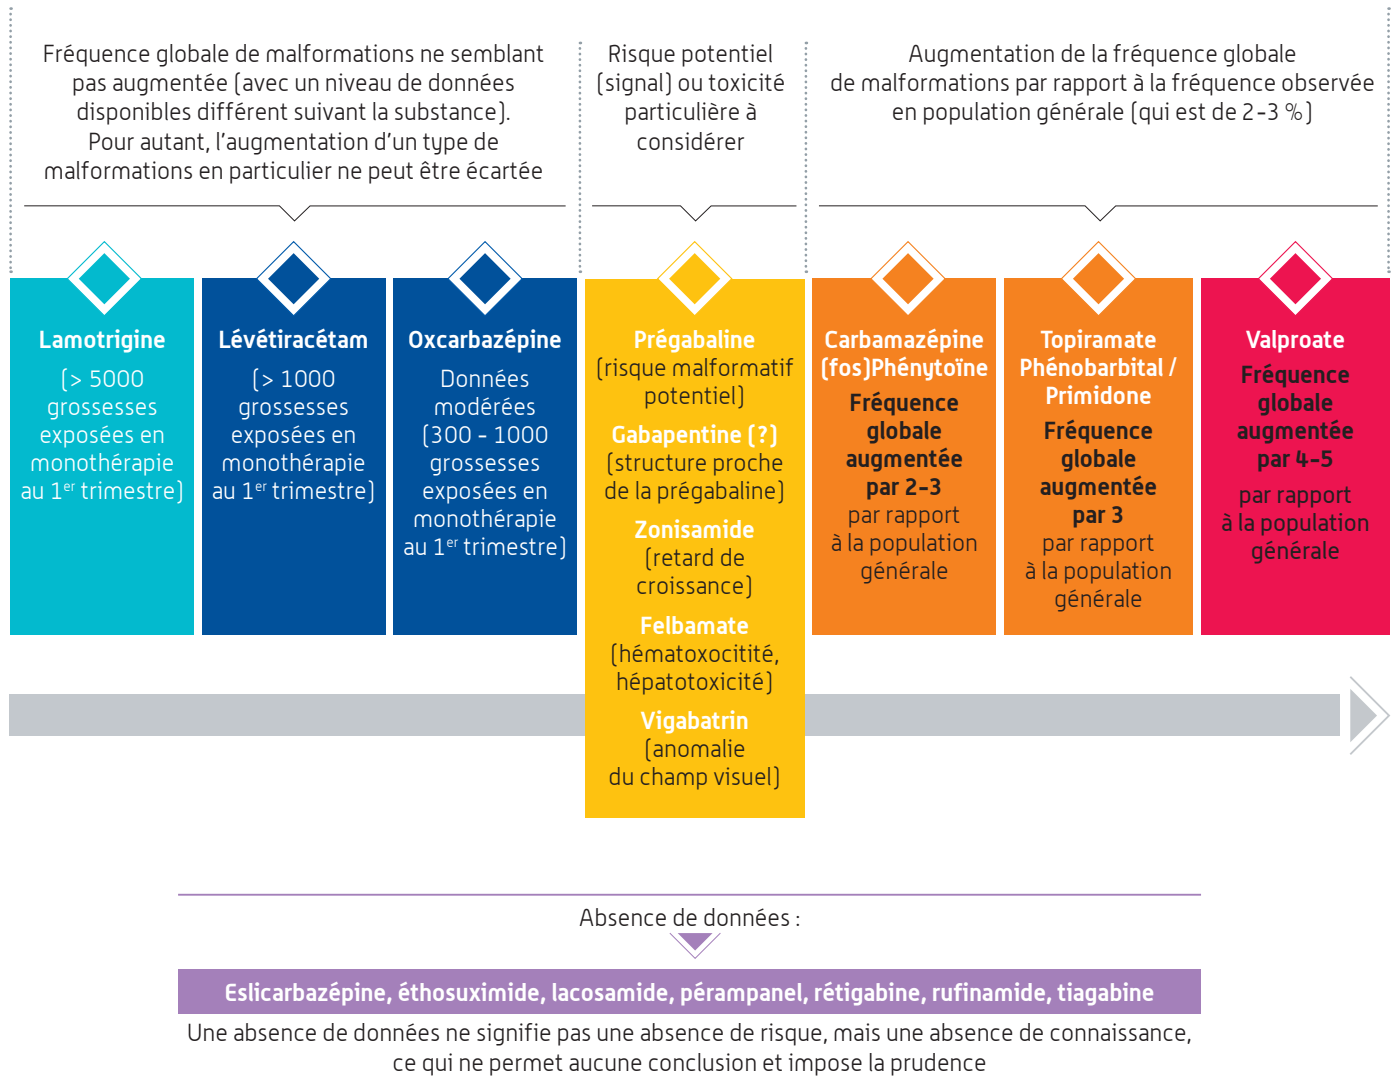 Fréquence globale de malformations ne semblant
pas augmentée (avec un niveau de données
disponibles différent suivant la substance).
Pour autant, l'augmentation d'un type de
malformations en particulier ne peut être écartée
Risque potentiel
(signal) ou toxicité
particulière à
considérer
Augmentation de la fréquence globale
de malformations par rapport à la fréquence observée
en population générale (qui est de 2-3 %)
Lamotrigine
(> 5000
grossesses
exposées en
monothérapie
au 1er trimestre)
Lévétiracétam
(> 1000
grossesses
exposées en
monothérapie
au 1er trimestre)
Oxcarbazépine
Données
modérées
(300 - 1000
grossesses
exposées en
monothérapie
au 1er trimestre)
Prégabaline
(risque malformatif
potentiel)
Gabapentine (?)
(structure proche
de la prégabaline)
Zonisamide
(retard de
croissance)
Felbamate
(hématoxocitité,
hépatotoxicité)
Vigabatrin
(anomalie
du champ visuel)
Carbamazépine
(fos)Phénytoïne
Fréquence
globale
augmentée
par 2-3
par rapport
à la population
générale
Topiramate
Phénobarbital /
Primidone
Fréquence
globale
augmentée
par 3
par rapport
à la population
générale
Valproate
Fréquence
globale
augmentée
par 4-5
par rapport
à la population
générale
Absence de données :
Eslicarbazépine, éthosuximide, lacosamide, pérampanel, rétigabine, rufinamide, tiagabine
Une absence de données ne signifie pas une absence de risque, mais une absence de connaissance,
ce qui ne permet aucune conclusion et impose la prudence